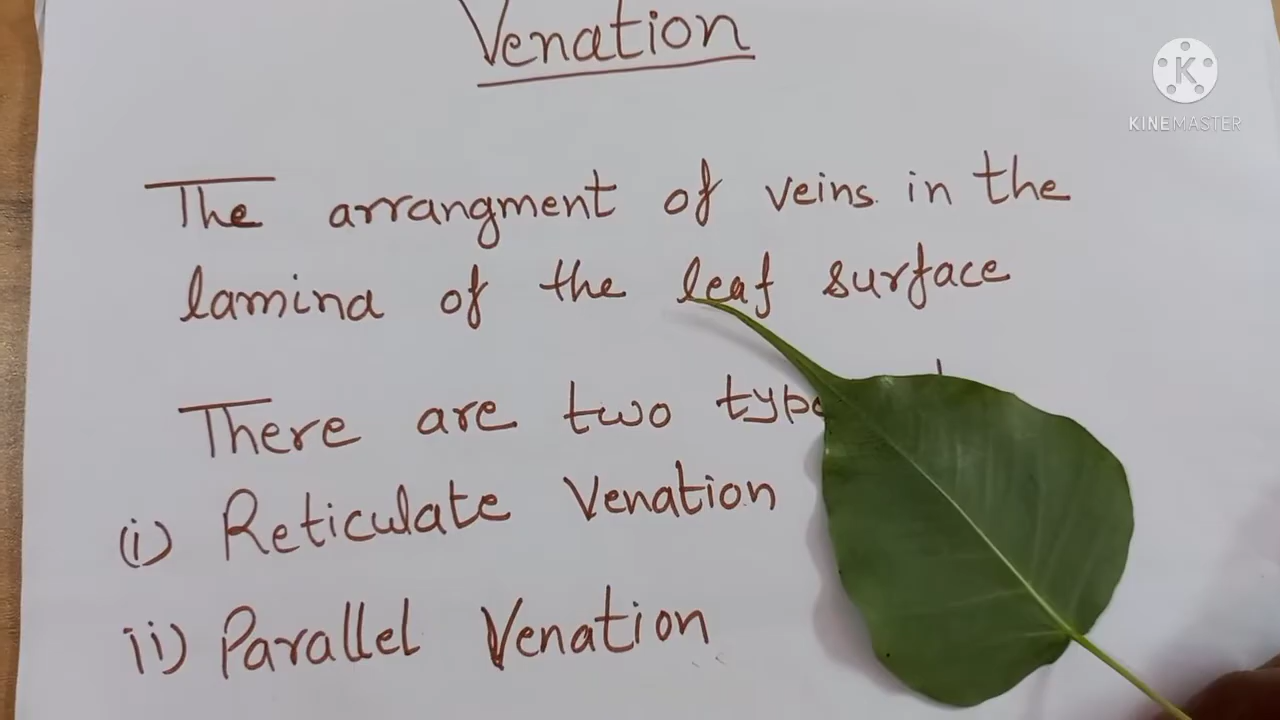 Venation
K
KINEMASTER
The arrangment of veins in the
lamina of the leaf surface
There are two
(i) Reticulate Venation
ii) Parallel Venation